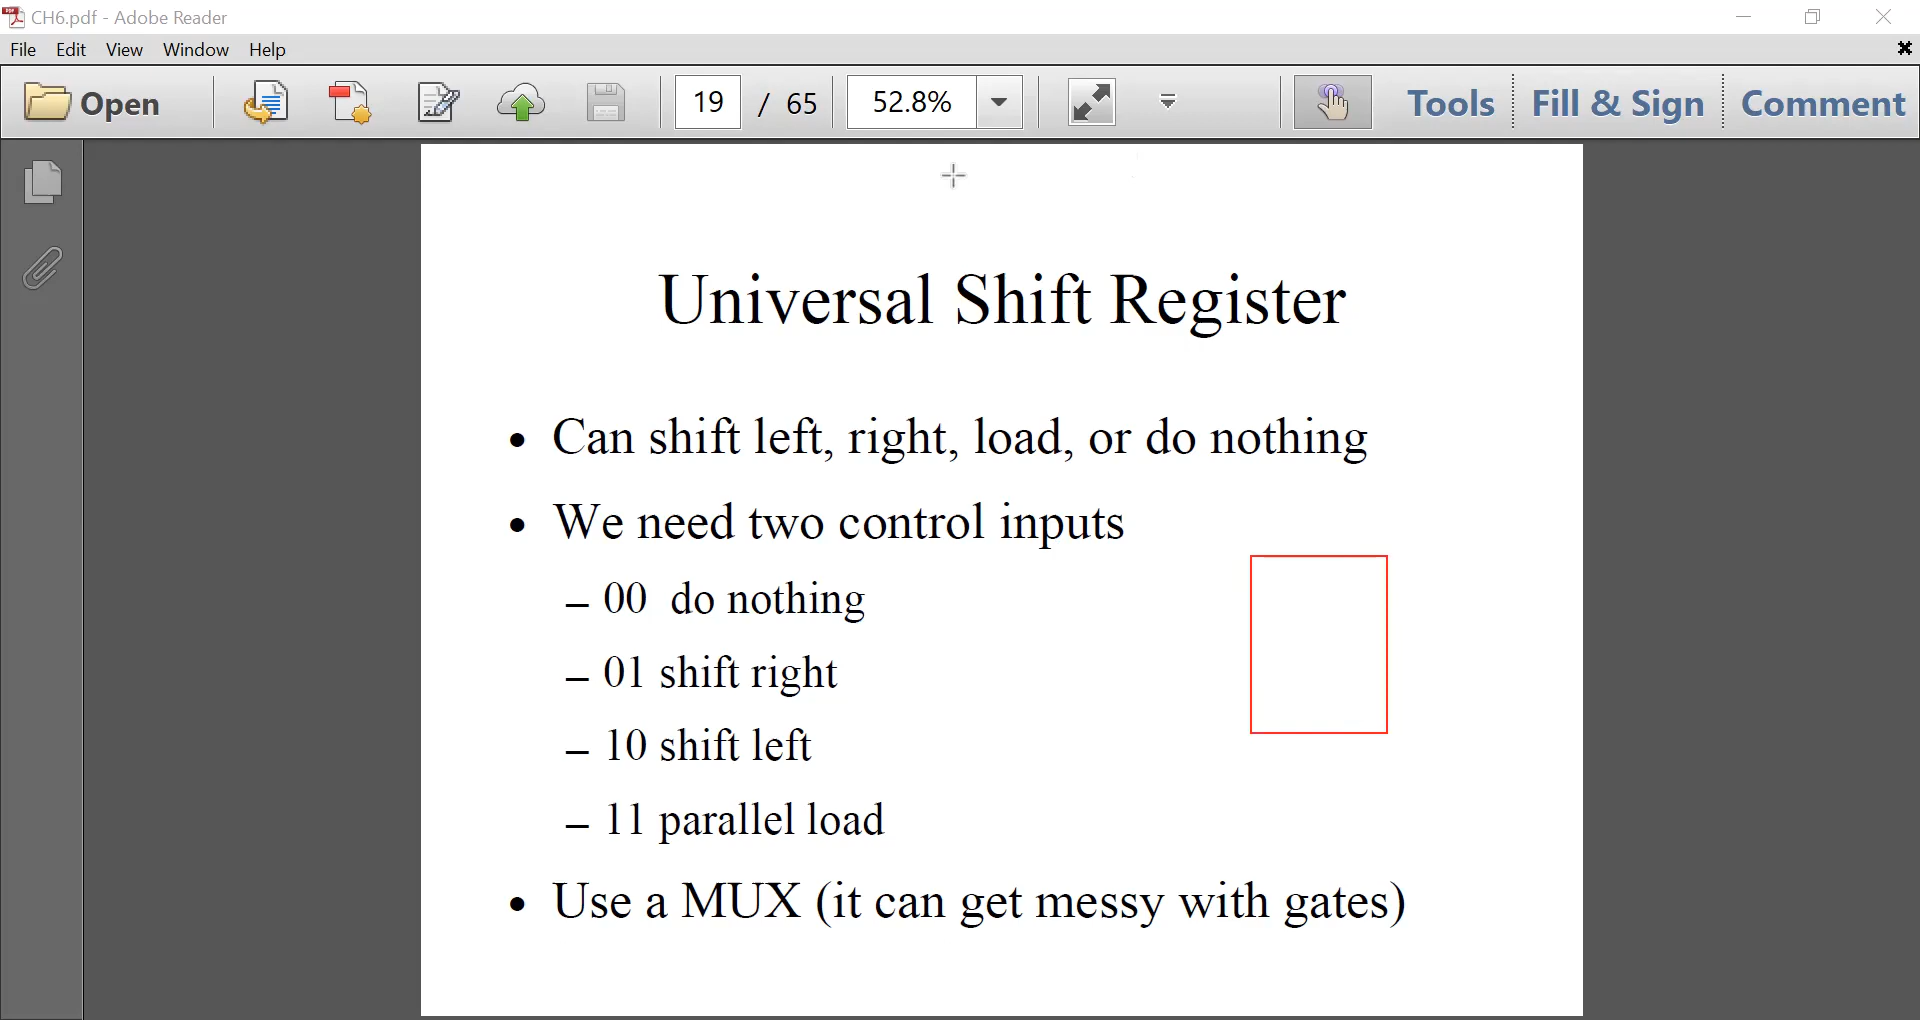 CH6.pdf - Adobe Reader
File Edit View Window Help
Open 19 / 65 52.8% Tools Fill & Sign Comment
Universal Shift Register
• Can shift left, right, load, or do nothing
• We need two control inputs
– 00 do nothing
– 01 shift right
– 10 shift left
– 11 parallel load
• Use a MUX (it can get messy with gates)